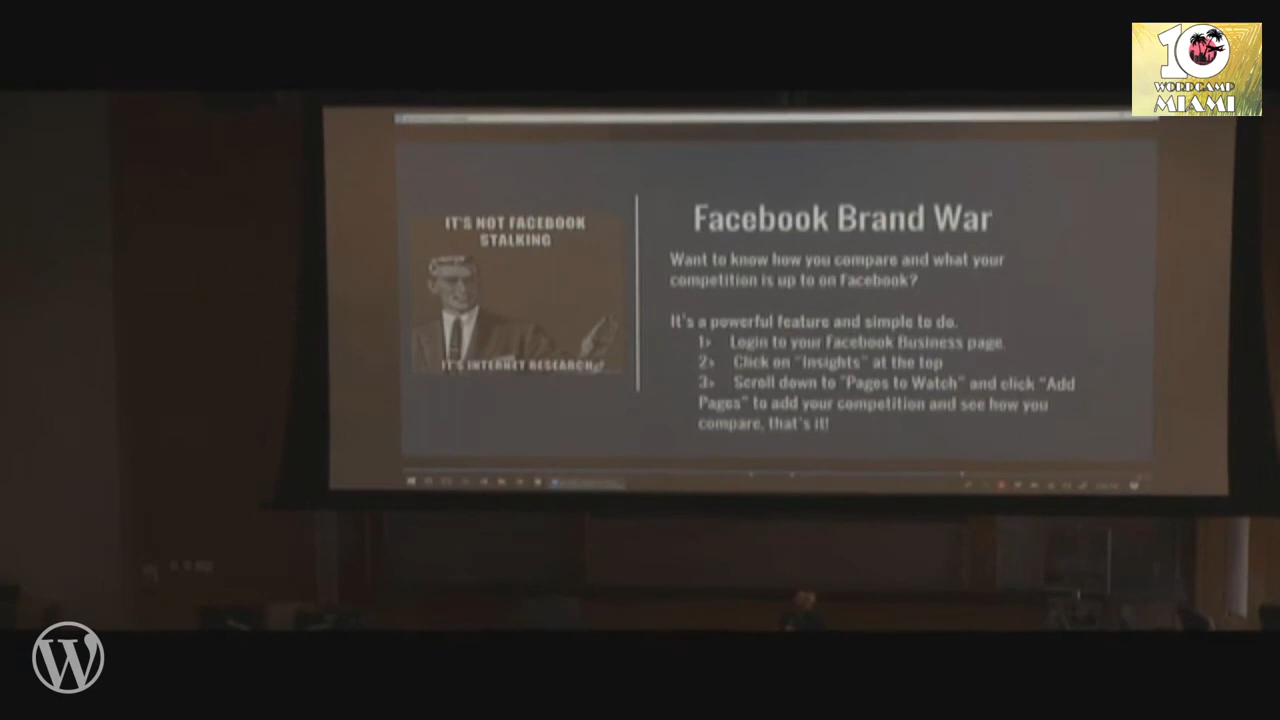 10
WORDCAMP
MIAMI
IT'S NOT FACEBOOK
STALKING
IT'S INTERNET RESEARCH
Facebook Brand War
Want to know how you compare and what your
competition is up to on Facebook?
It's a powerful feature and simple to do.
1> Login to your Facebook Business page
2> Click on "Insights" at the top
3> Scroll down to "Pages to Watch" and click "Add
Pages" to add your competition and see how you
compare, that's it!
W